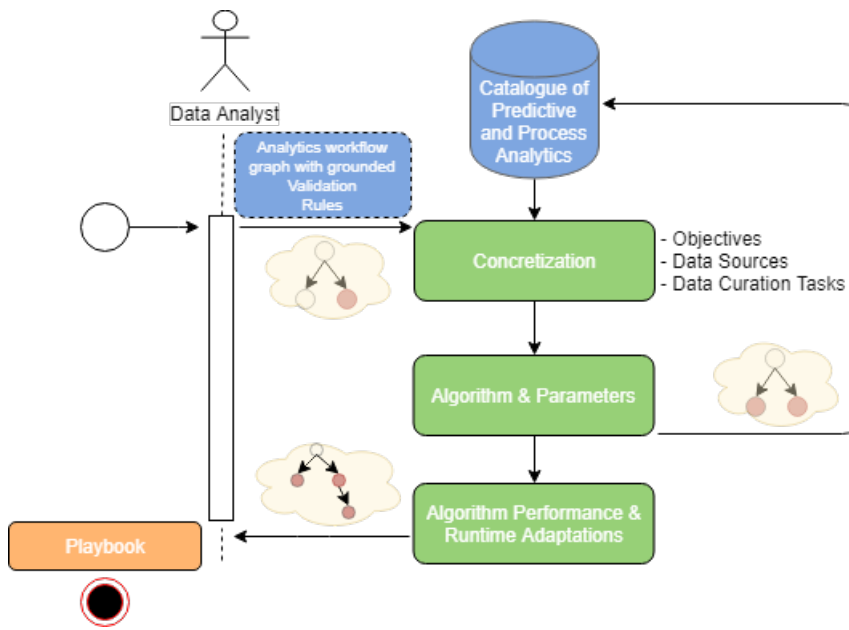 Data Analyst
Analytics workflow
graph with grounded
Validation
Rules
Catalogue of
Predictive
and Process
Analytics
Concretization
- Objectives
- Data Sources
- Data Curation Tasks
Algorithm & Parameters
Algorithm Performance &
Runtime Adaptations
Playbook